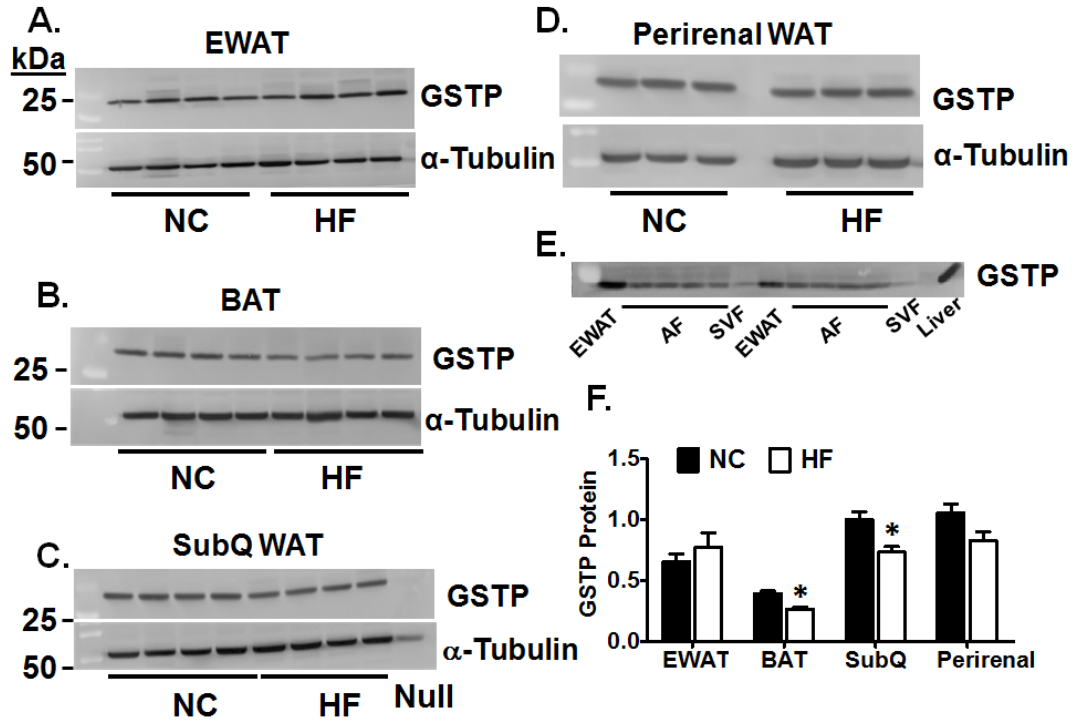 A.
EWAT
kDa
25 -
GSTP
50 -
α-Tubulin
NC HF
B.
BAT
25 -
GSTP
50 -
α-Tubulin
NC HF
C.
SubQ WAT
GSTP
25 -
α-Tubulin
50 -
NC HF Null
D.
Perirenal WAT
GSTP
α-Tubulin
NC HF
E.
GSTP
EWAT AF SVF EWAT AF SVF Liver
F.
NC HF
1.5
1.0
0.5
0.0
GSTP Protein
* *
EWAT BAT SubQ Perirenal